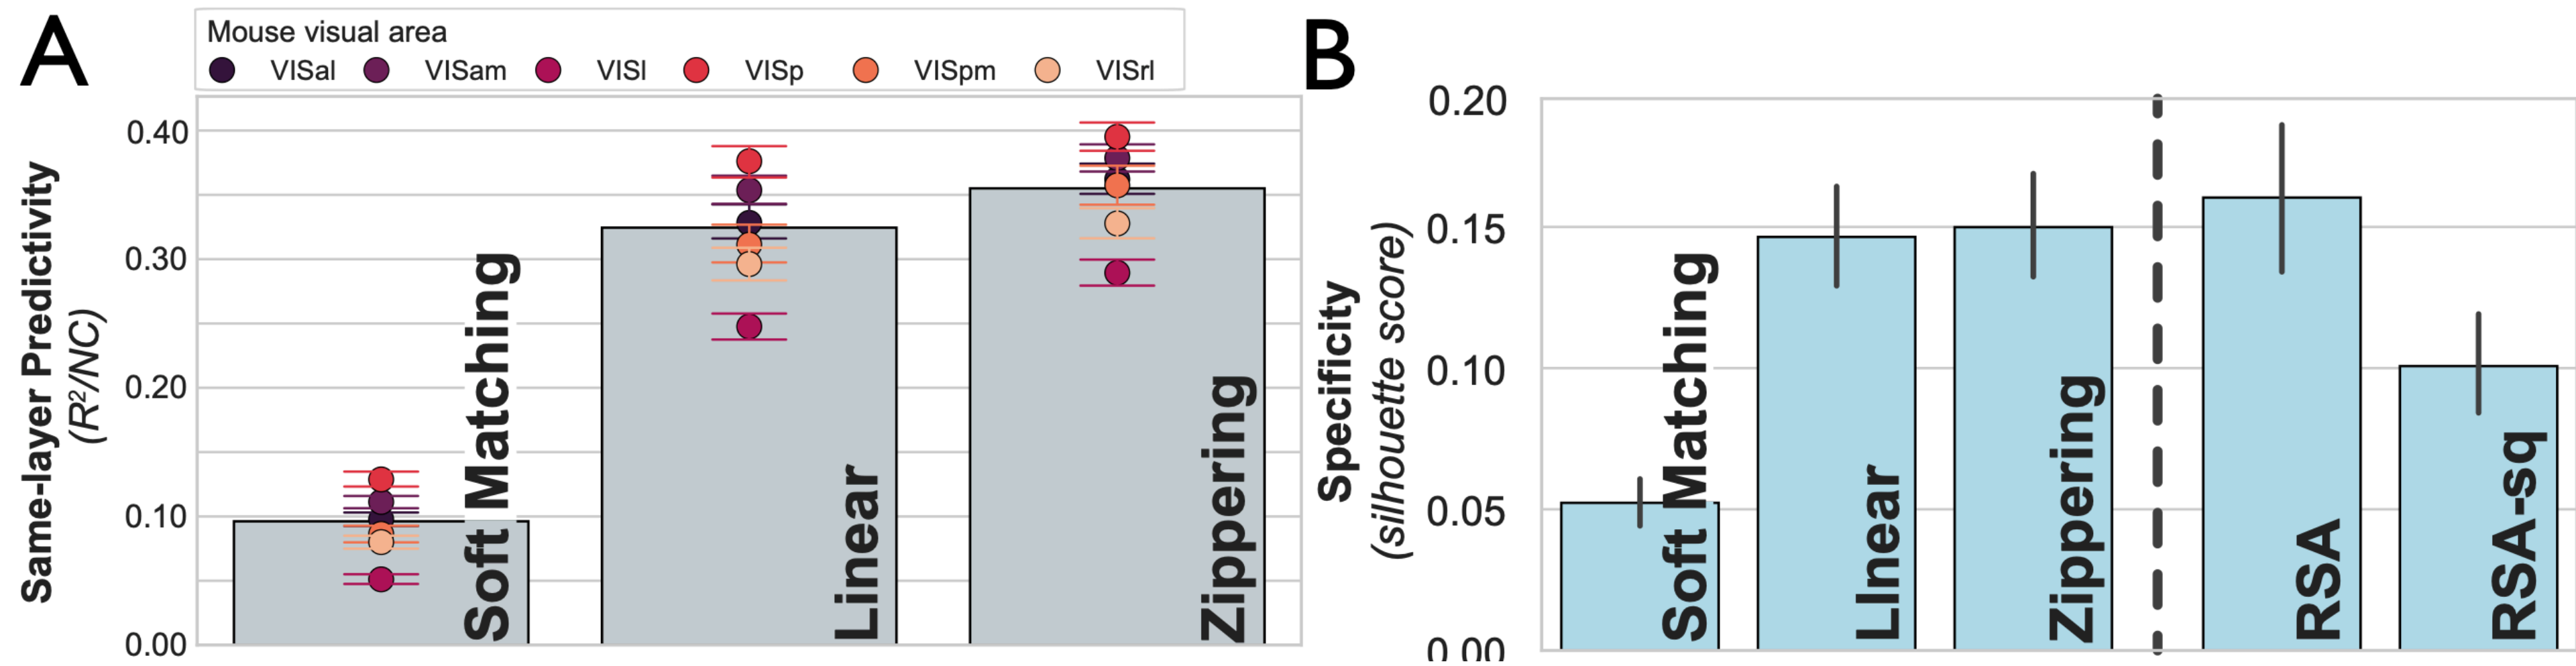 A
Mouse visual area
VISal VISam VISl VISp VISpm VISrl
Same-layer Predictivity
(R²/NC)
0.40
0.30
0.20
0.10
0.00
Soft Matching
Linear
Zippering
B
Specificity
(silhouette score)
0.20
0.15
0.10
0.05
0.00
Soft Matching
LInear
Zippering
RSA
RSA-sq